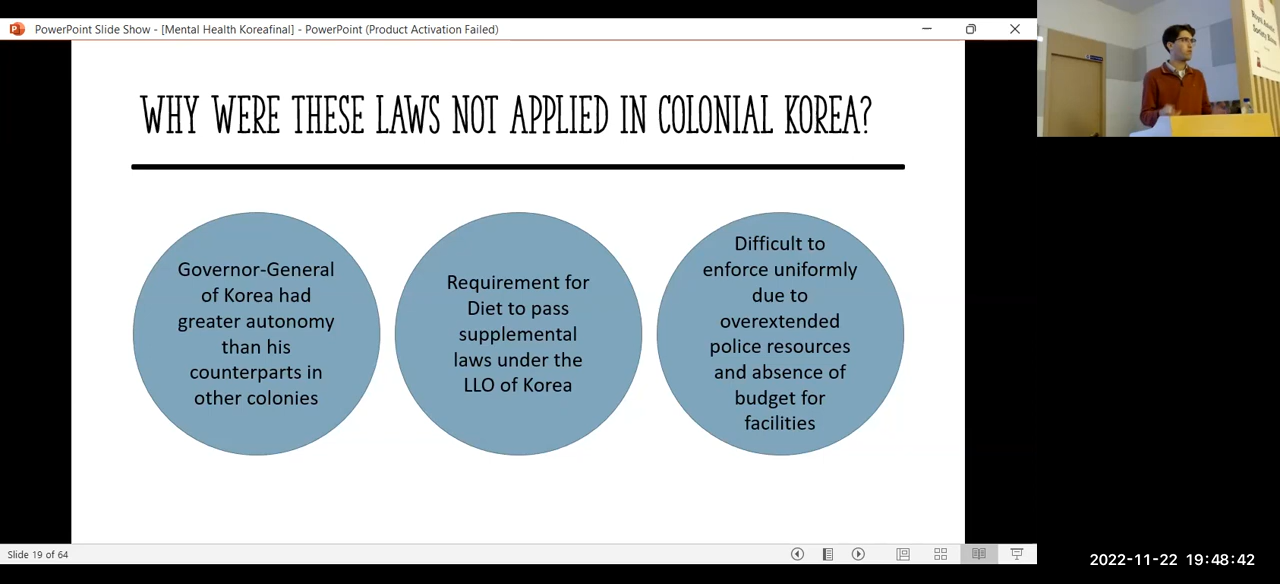 PowerPoint Slide Show - [Mental Health Koreafinal] - PowerPoint (Product Activation Failed)
WHY WERE THESE LAWS NOT APPLIED IN COLONIAL KOREA?
Governor-General
of Korea had
greater autonomy
than his
counterparts in
other colonies
Requirement for
Diet to pass
supplemental
laws under the
LLO of Korea
Difficult to
enforce uniformly
due to
overextended
police resources
and absence of
budget for
facilities
Slide 19 of 64
2022-11-22 19:48:42